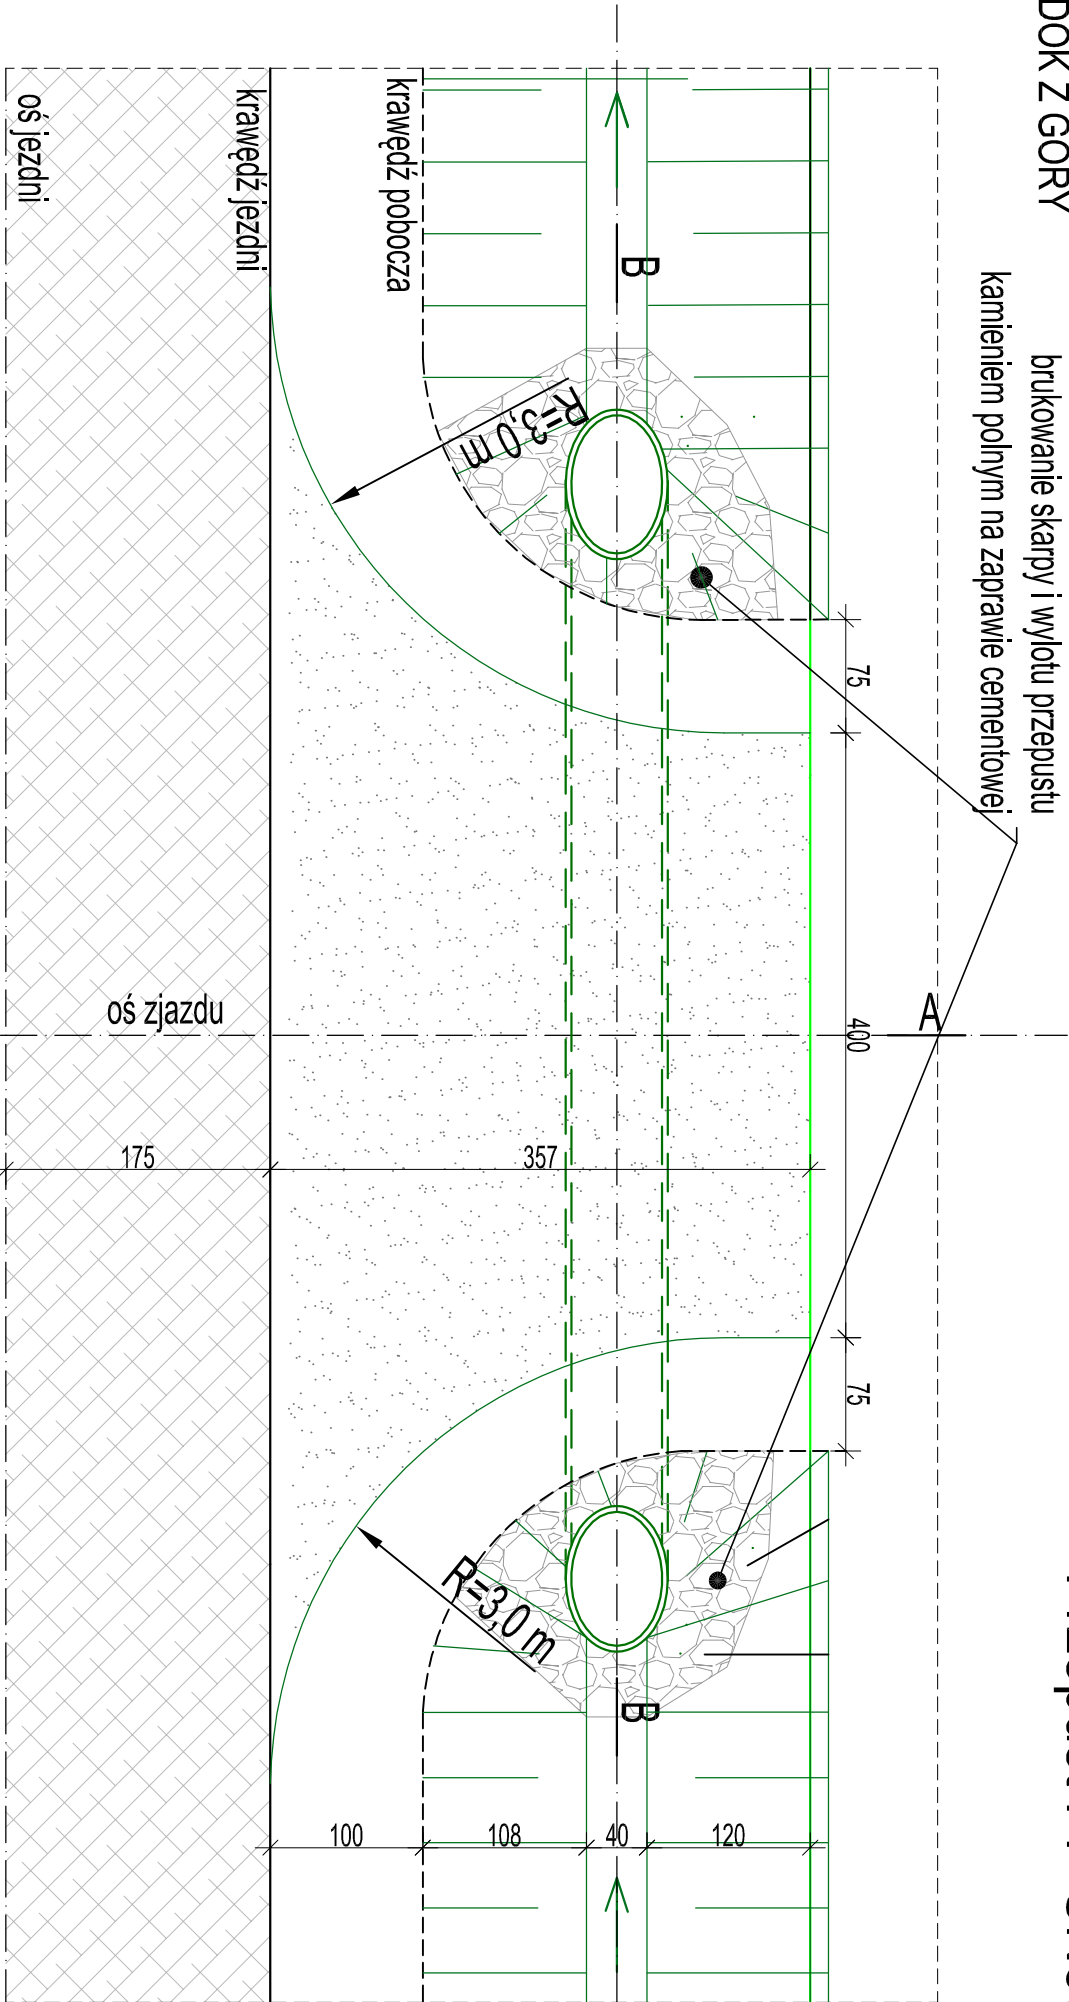 DOK Z GÓRY
brukowanie skarpy i wylotu przepustu
kamieniem polnym na zaprawie cementowej
krawędź pobocza
krawędź jezdni
oś jezdni
B
R=3,0 m
75
400
A
oś zjazdu
175
357
75
R=3,0 m
B
100
108
40
120